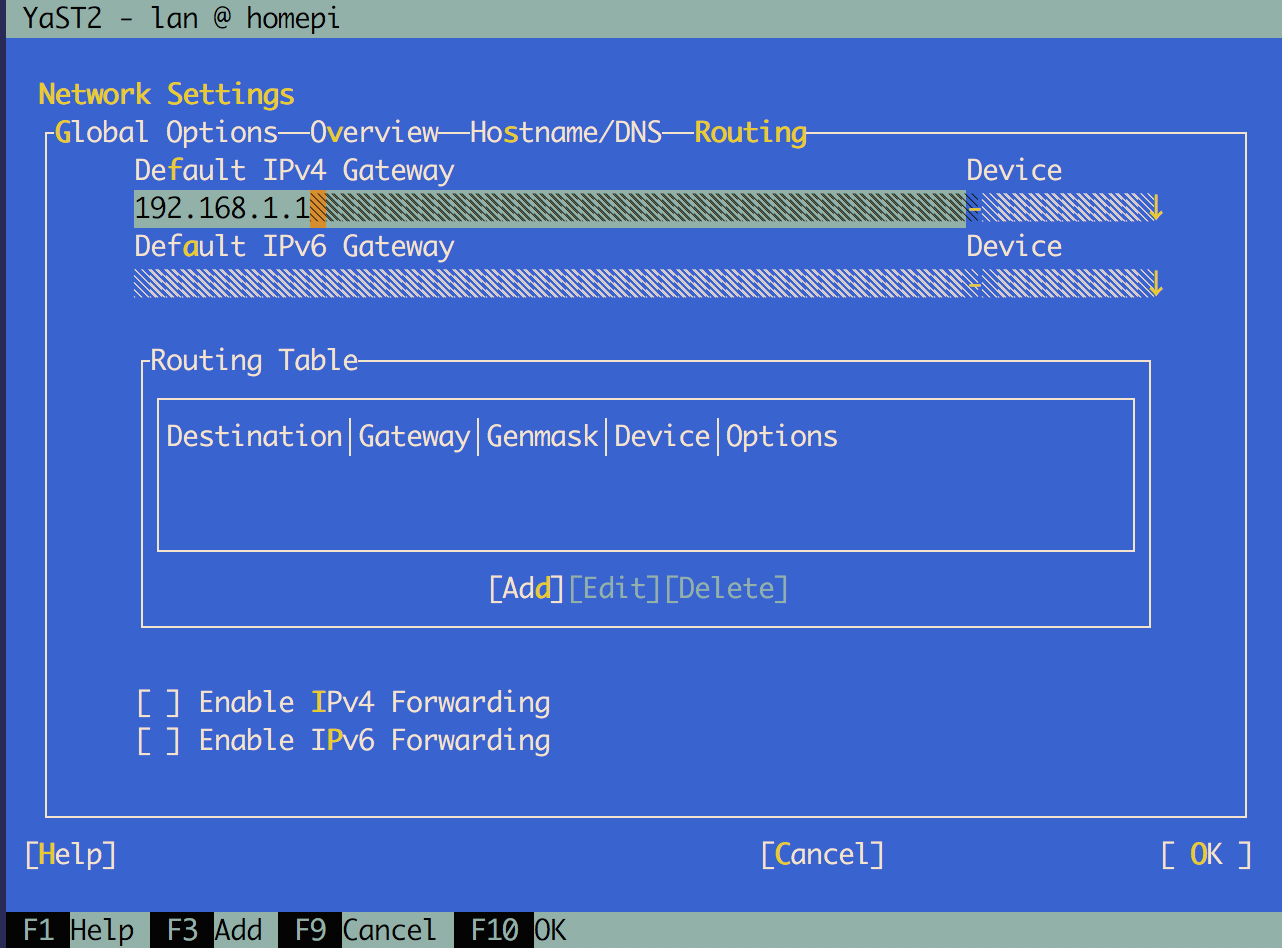 YaST2 - lan @ homepi
Network Settings
Global Options Overview Hostname/DNS Routing
Default IPv4 Gateway Device
192.168.1.1 -↓
Default IPv6 Gateway Device
-↓
Routing Table
Destination|Gateway|Genmask|Device|Options
[Add][Edit][Delete]
[ ] Enable IPv4 Forwarding
[ ] Enable IPv6 Forwarding
[Help] [Cancel] [ OK ]
F1 Help F3 Add F9 Cancel F10 OK